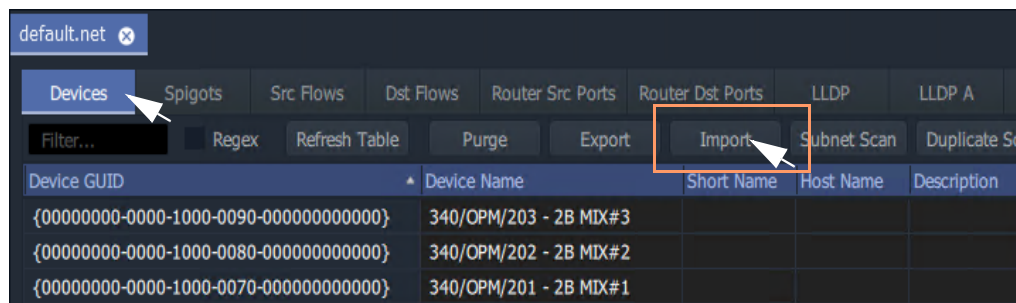 default.net
Devices Spigots Src Flows Dst Flows Router Src Ports Router Dst Ports LLDP LLDP A
Filter... Regex Refresh Table Purge Export Import Subnet Scan Duplicate Sc
Device GUID Device Name Short Name Host Name Description
{00000000-0000-1000-0090-000000000000} 340/OPM/203 - 2B MIX#3
{00000000-0000-1000-0080-000000000000} 340/OPM/202 - 2B MIX#2
{00000000-0000-1000-0070-000000000000} 340/OPM/201 - 2B MIX#1